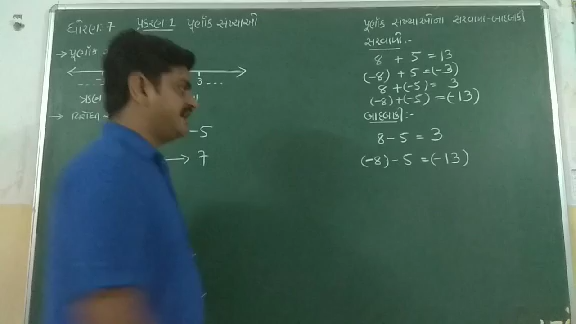 ધોરણ: 7 પ્રકરણ 1 પૂર્ણાંક સંખ્યાઓ
→ પૂર્ણાંક
3 ...
-5
→ 7
પૂર્ણાંક સંખ્યાઓના સરવાળા-બાદબાકી
સરવાળો :-
8 + 5 = 13
(-8) + 5 = (-3)
8 + (-5) = 3
(-8) + (-5) = (-13)
બાદબાકી :-
8 - 5 = 3
(-8) - 5 = (-13)